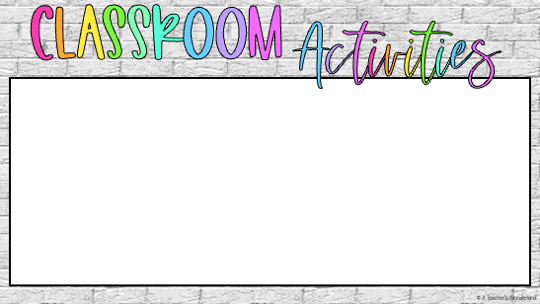 CLASSROOM Activities
© A Teacher's Wonderland